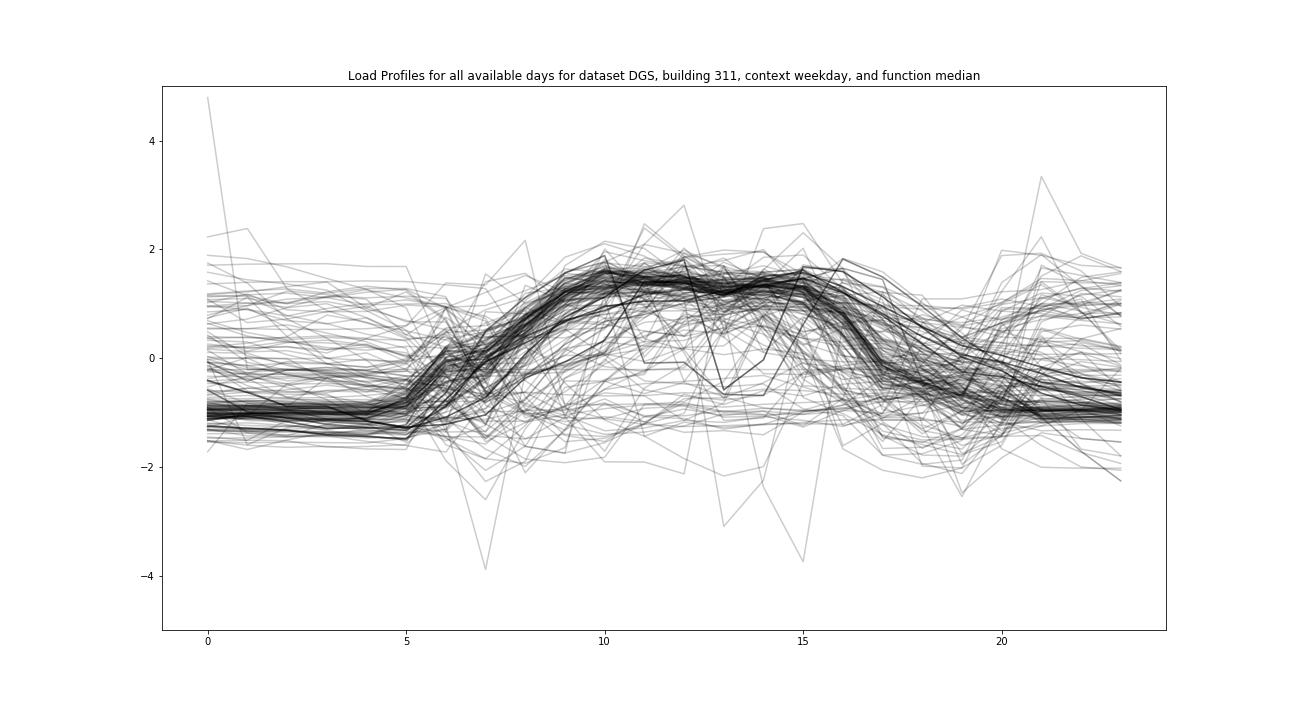 Load Profiles for all available days for dataset DGS, building 311, context weekday, and function median
4
2
0
−2
−4
0 5 10 15 20